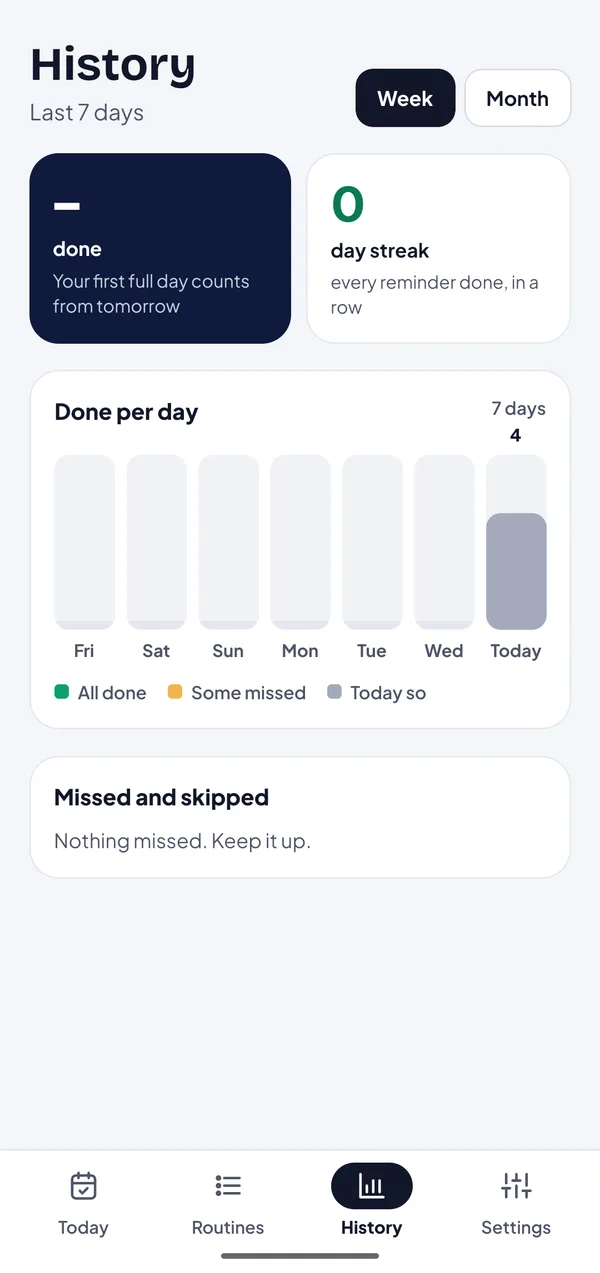 History
Last 7 days
Week
Month
–
done
Your first full day counts
from tomorrow
0
day streak
every reminder done, in a
row
Done per day
7 days
4
Fri
Sat
Sun
Mon
Tue
Wed
Today
All done
Some missed
Today so
Missed and skipped
Nothing missed. Keep it up.
Today
Routines
History
Settings